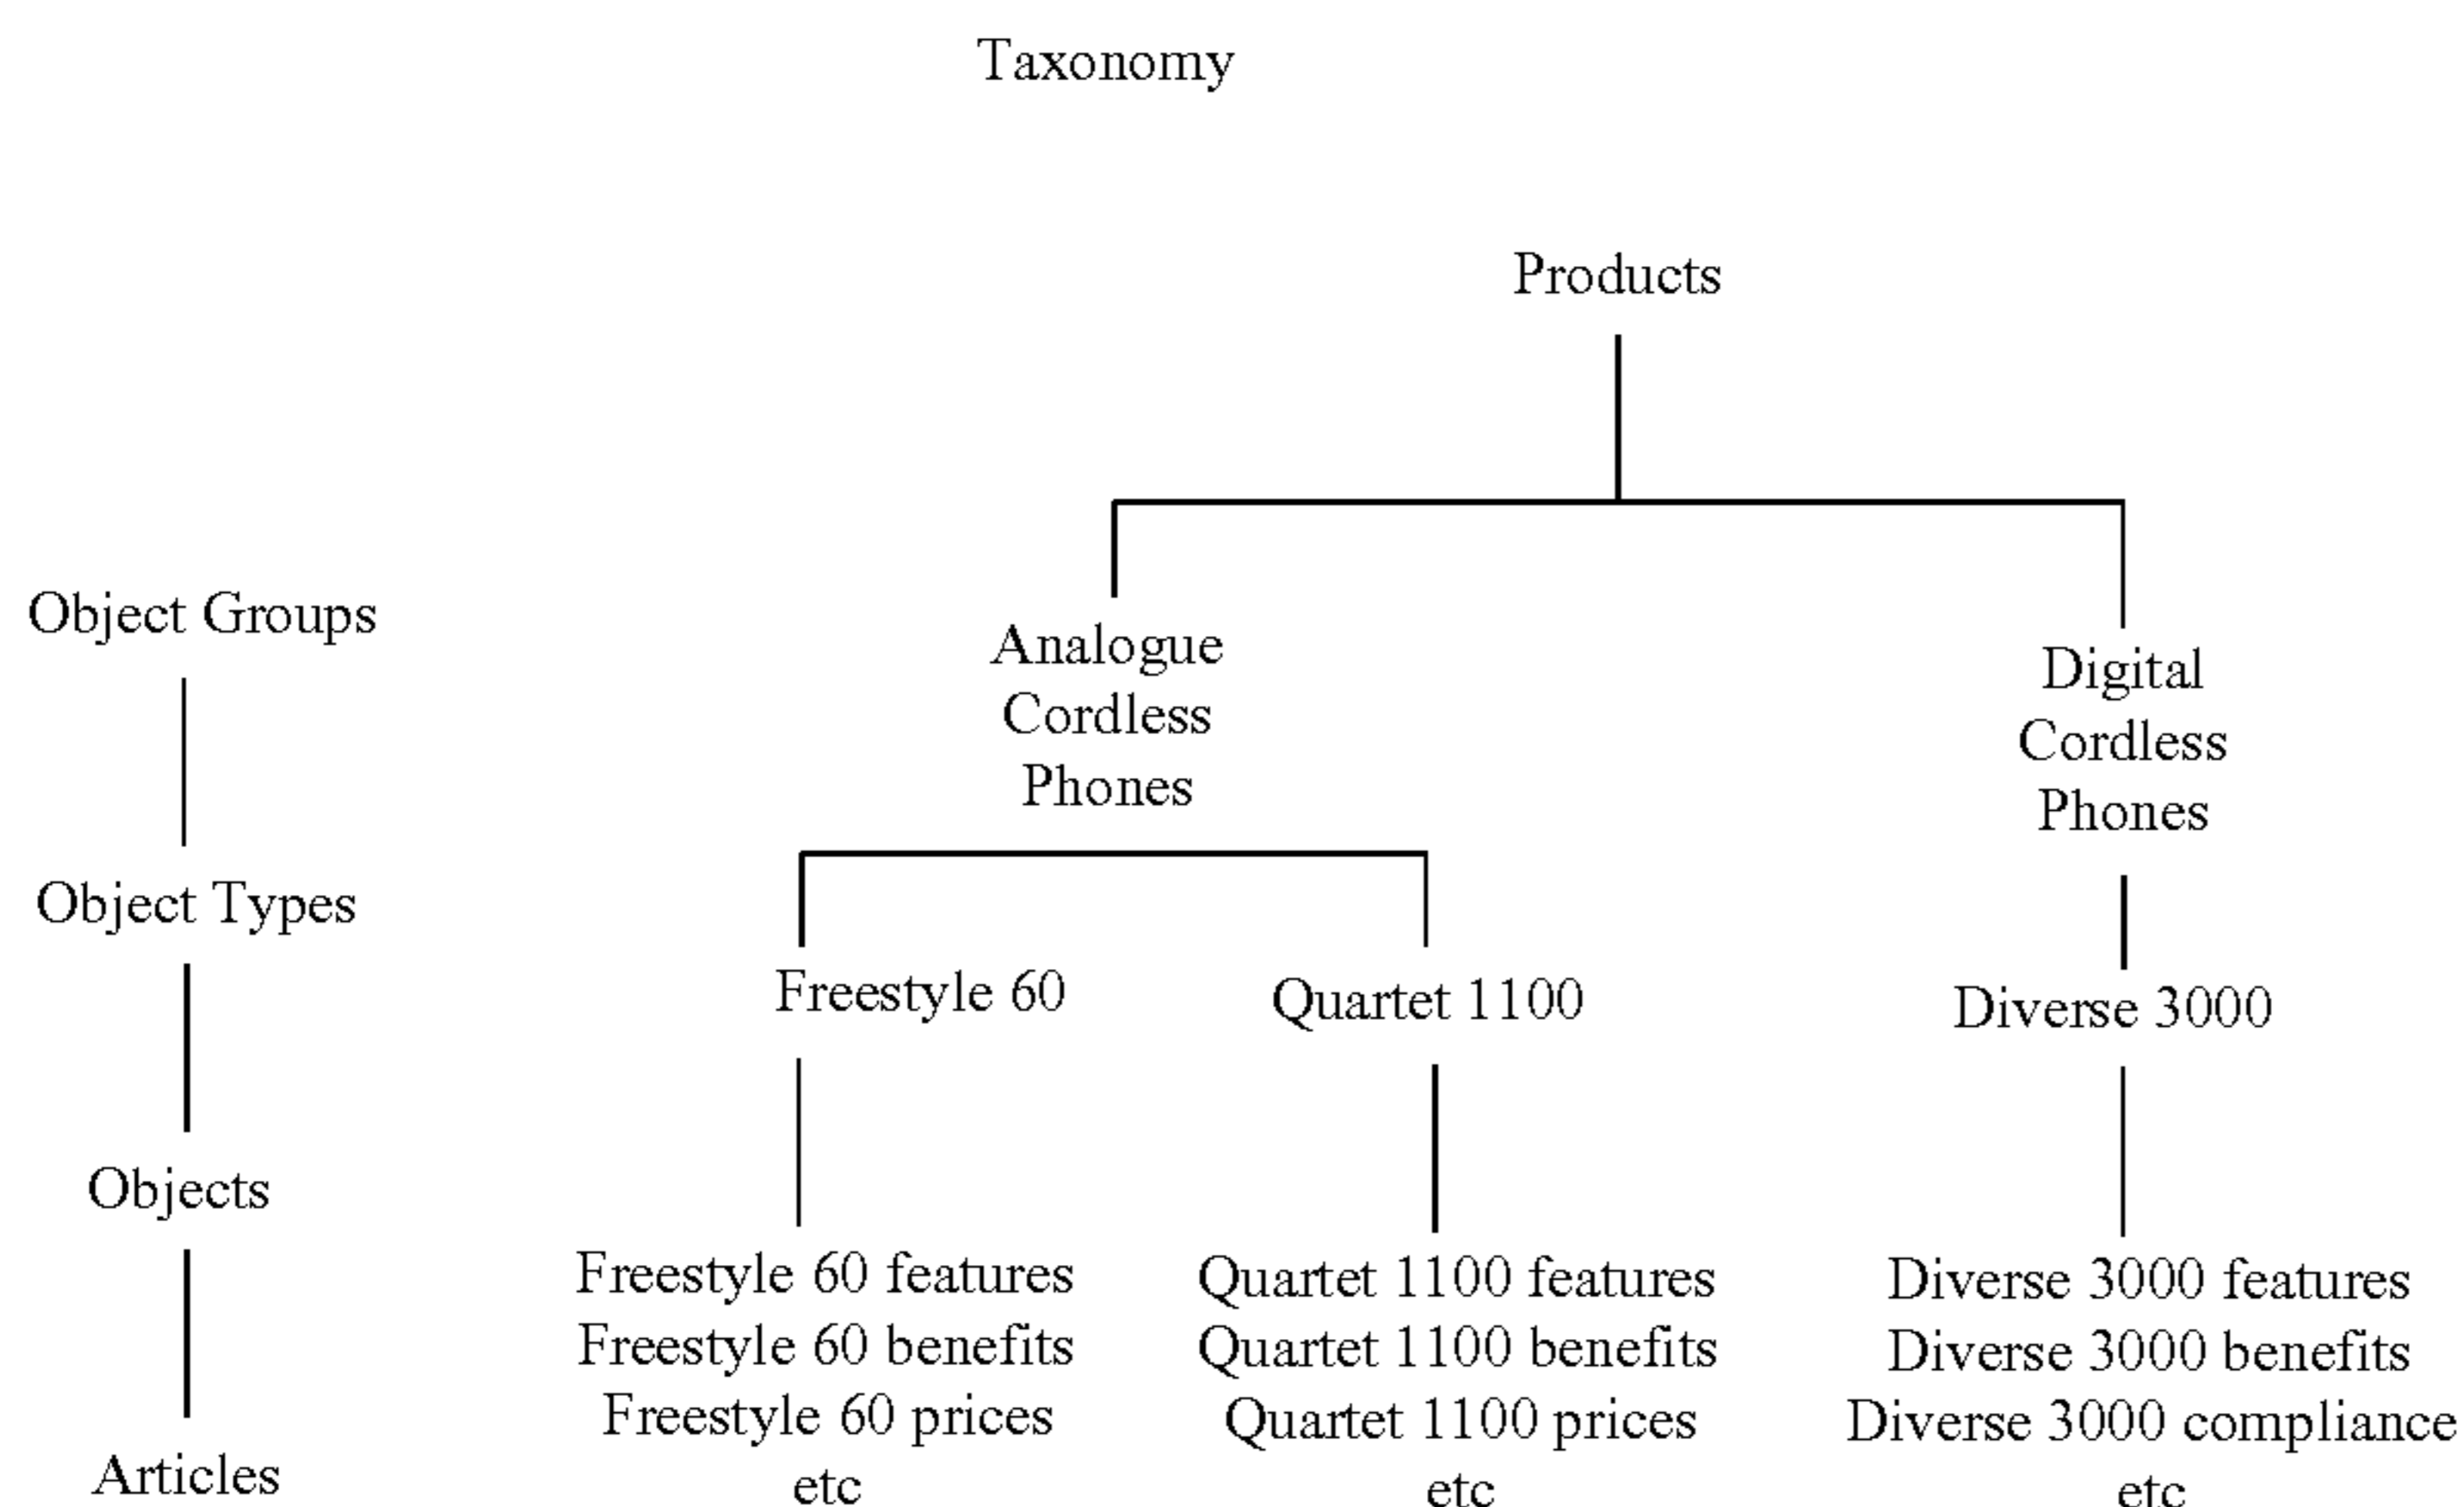 Taxonomy
Products
Object Groups
Analogue
Cordless
Phones
Digital
Cordless
Phones
Object Types
Freestyle 60
Quartet 1100
Diverse 3000
Objects
Freestyle 60 features
Freestyle 60 benefits
Freestyle 60 prices
etc
Quartet 1100 features
Quartet 1100 benefits
Quartet 1100 prices
etc
Diverse 3000 features
Diverse 3000 benefits
Diverse 3000 compliance
etc
Articles